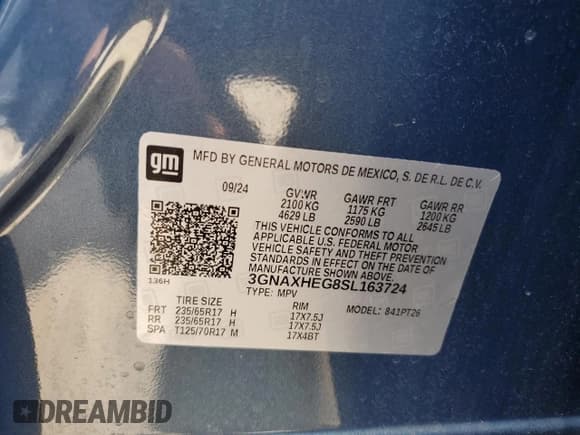 gm
MFD BY GENERAL MOTORS DE MEXICO, S. DE R.L. DE C.V.
09/24 GVWR GAWR FRT GAWR RR
2100 KG 1175 KG 1200 KG
4629 LB 2590 LB 2645 LB
THIS VEHICLE CONFORMS TO ALL
APPLICABLE U.S. FEDERAL MOTOR
VEHICLE SAFETY AND THEFT PREVENTION
STANDARDS IN EFFECT ON THE DATE OF
MANUFACTURE SHOWN ABOVE.
136H 3GNAXHEG8SL163724
TYPE: MPV MODEL: 841PT26
TIRE SIZE RIM
FRT 235/65R17 H 17X7.5J
RR 235/65R17 H 17X7.5J
SPA T125/70R17 M 17X4BT
DREAMBID